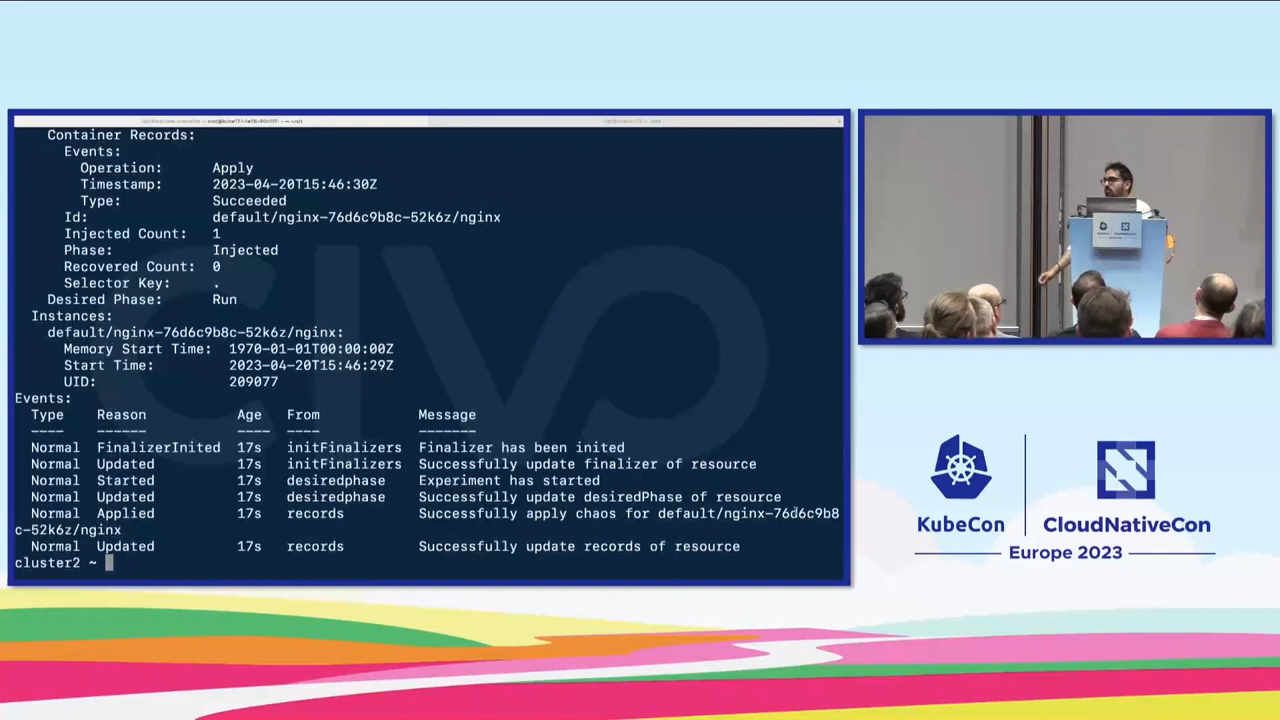 Container Records:
Events:
Operation: Apply
Timestamp: 2023-04-20T15:46:30Z
Type: Succeeded
Id: default/nginx-76d6c9b8c-52k6z/nginx
Injected Count: 1
Phase: Injected
Recovered Count: 0
Selector Key: .
Desired Phase: Run
Instances:
default/nginx-76d6c9b8c-52k6z/nginx:
Memory Start Time: 1970-01-01T00:00:00Z
Start Time: 2023-04-20T15:46:29Z
UID: 209077
Events:
Type Reason Age From Message
---- ------ ---- ---- -------
Normal FinalizerInited 17s initFinalizers Finalizer has been inited
Normal Updated 17s initFinalizers Successfully update finalizer of resource
Normal Started 17s desiredphase Experiment has started
Normal Updated 17s desiredphase Successfully update desiredPhase of resource
Normal Applied 17s records Successfully apply chaos for default/nginx-76d6c9b8
c-52k6z/nginx
Normal Updated 17s records Successfully update records of resource
cluster2 ~
CIVO
KubeCon
CloudNativeCon
Europe 2023